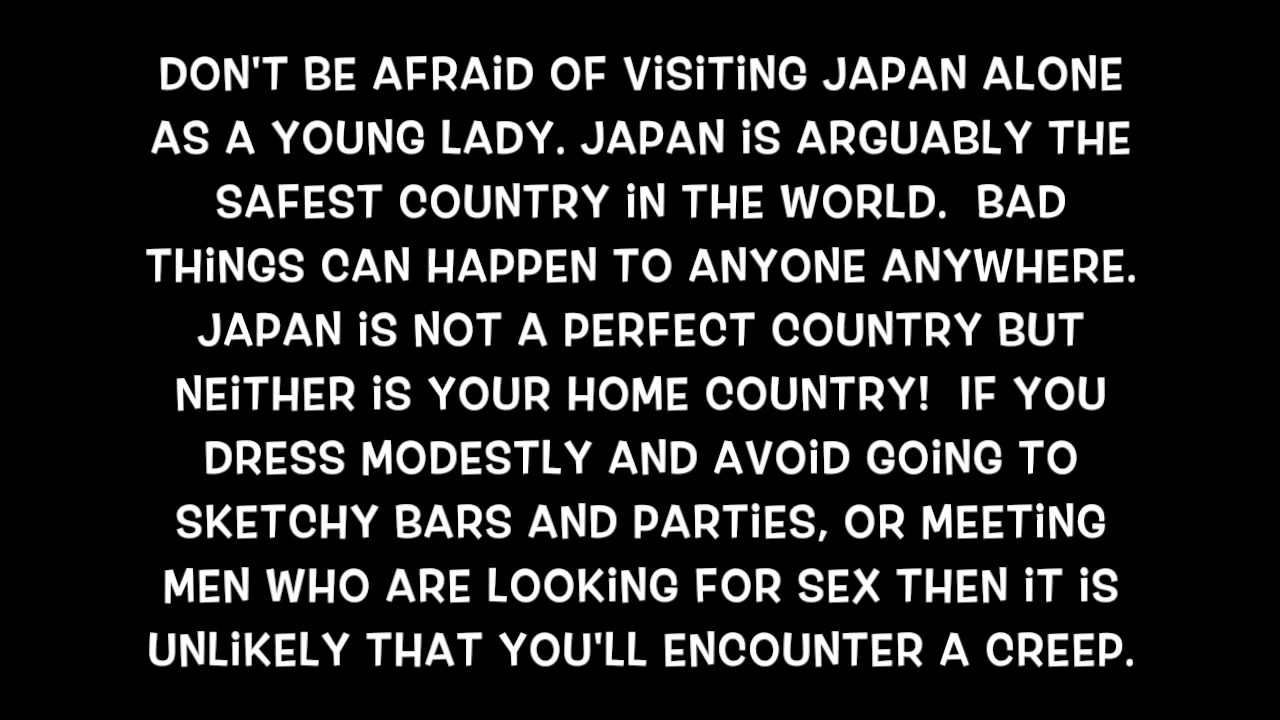 DON'T BE AFRAiD OF ViSiTiNG JAPAN ALONE
AS A YOUNG LADY. JAPAN iS ARGUABLY THE
SAFEST COUNTRY iN THE WORLD.  BAD
THiNGS CAN HAPPEN TO ANYONE ANYWHERE.
JAPAN iS NOT A PERFECT COUNTRY BUT
NEiTHER iS YOUR HOME COUNTRY!  IF YOU
DRESS MODESTLY AND AVOiD GOiNG TO
SKETCHY BARS AND PARTiES, OR MEETiNG
MEN WHO ARE LOOKiNG FOR SEX THEN iT iS
UNLiKELY THAT YOU'LL ENCOUNTER A CREEP.